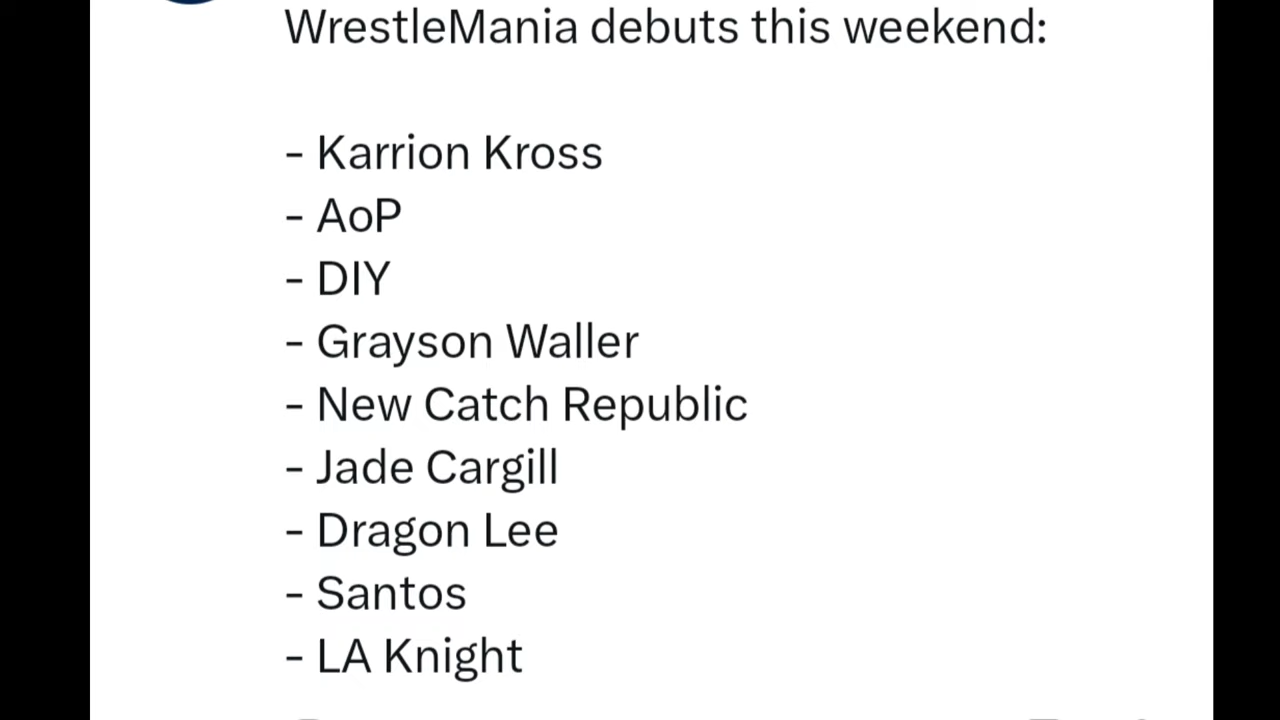 WrestleMania debuts this weekend:
- Karrion Kross
- AoP
- DIY
- Grayson Waller
- New Catch Republic
- Jade Cargill
- Dragon Lee
- Santos
- LA Knight